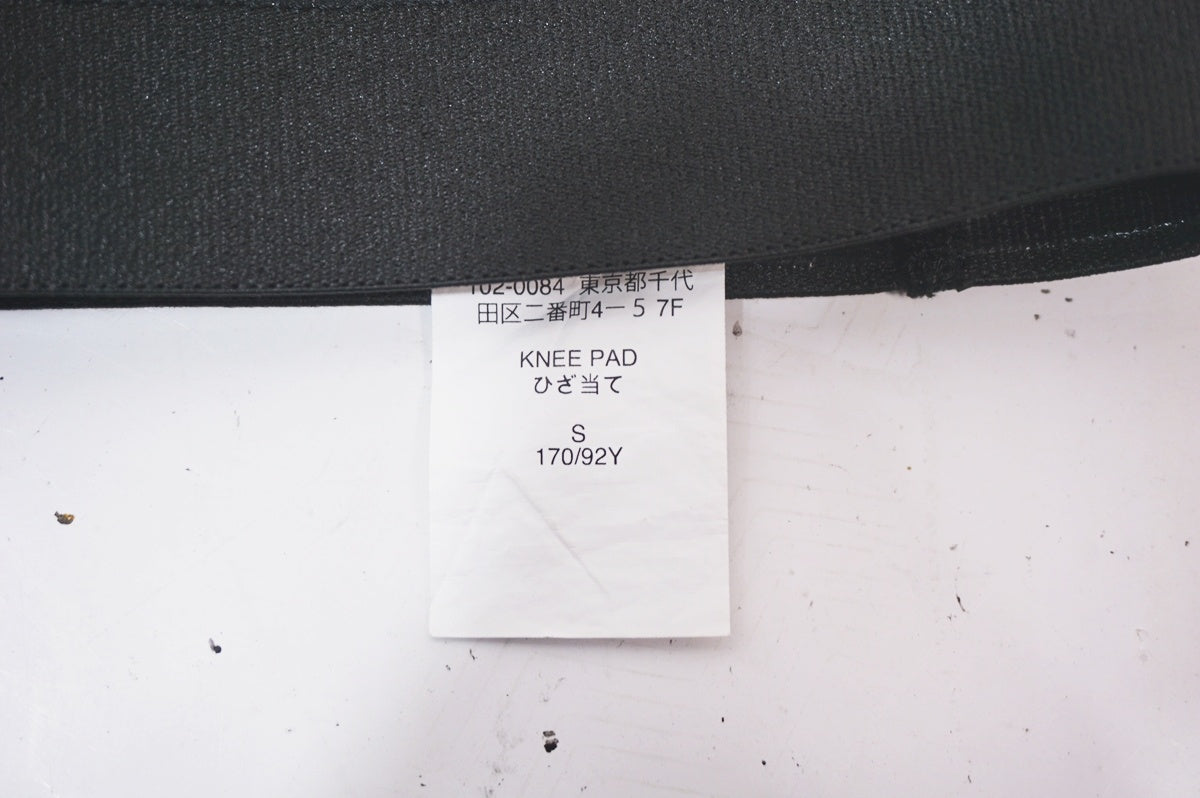 102-0084 東京都千代
田区二番町4－５ 7F
KNEE PAD
ひざ当て
S
170/92Y